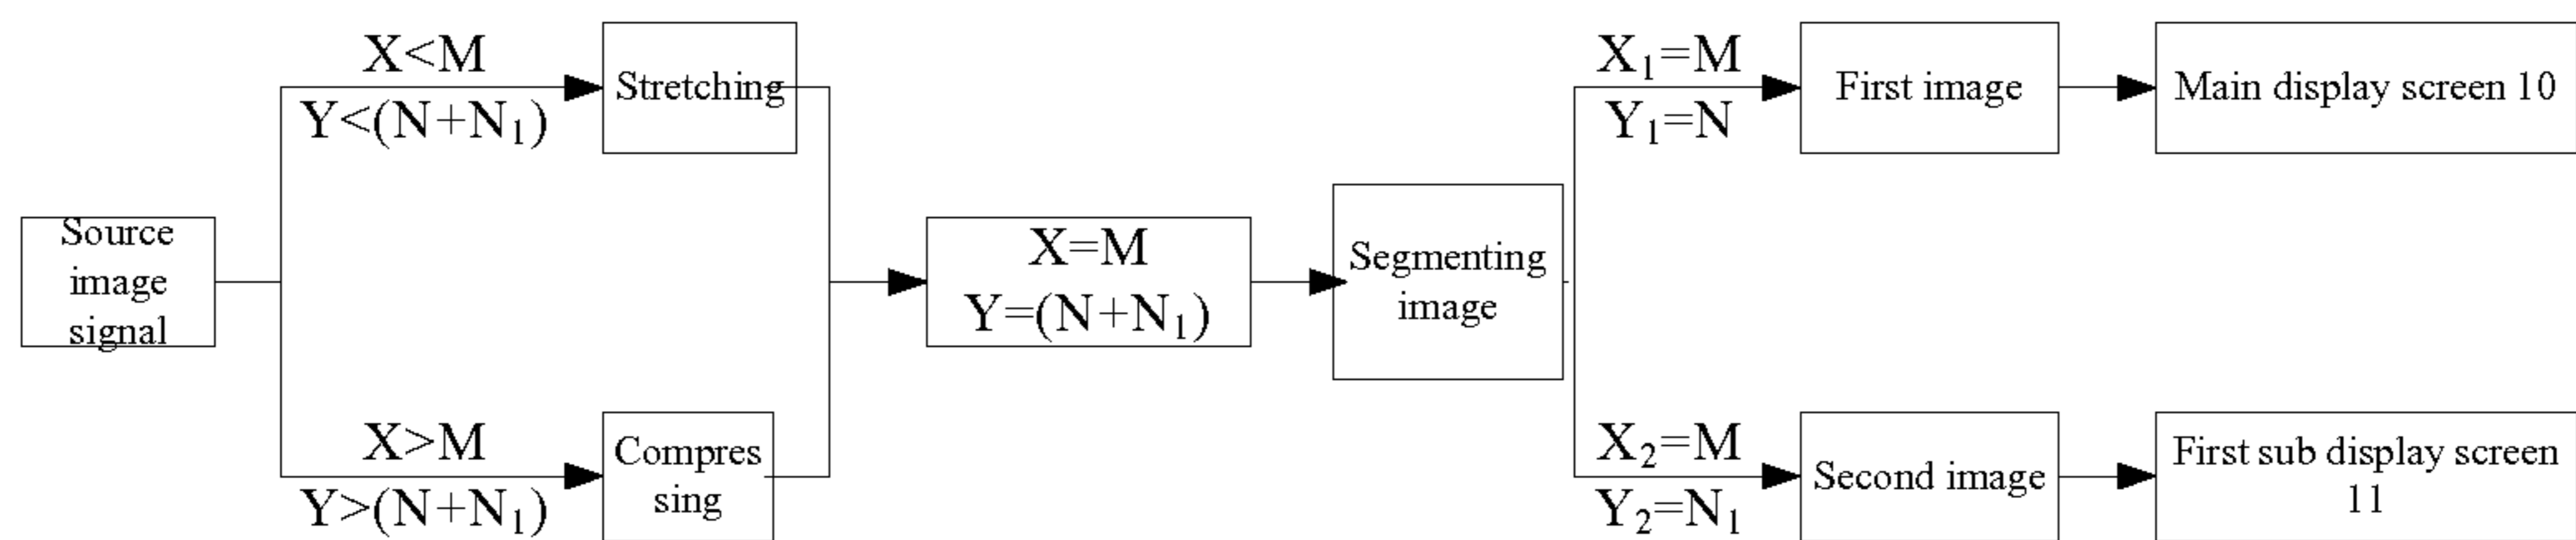 Source
image
signal
X<M
Y<(N+N₁)
Stretching
X>M
Y>(N+N₁)
Compres
sing
X=M
Y=(N+N₁)
Segmenting
image
X₁=M
Y₁=N
First image
Main display screen 10
X₂=M
Y₂=N₁
Second image
First sub display screen
11